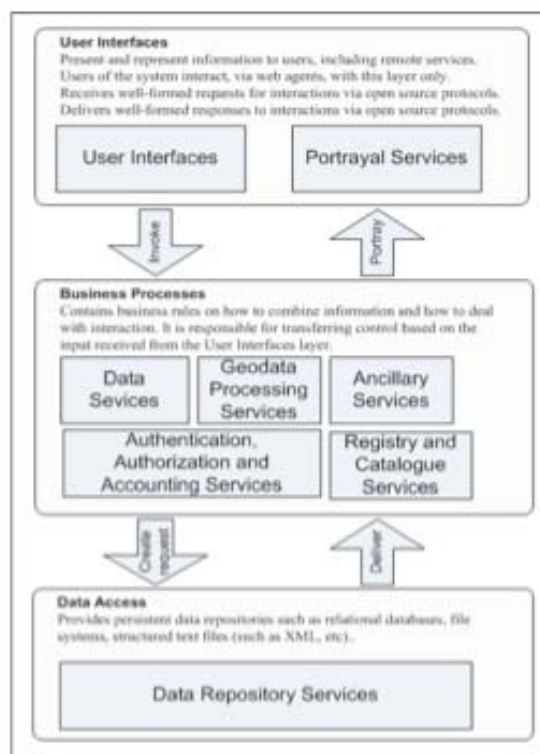 User Interfaces
Present and represent information to users, including remote services.
Users of the system interact, via web agents, with this layer only.
Receives well-formed requests for interactions via open source protocols.
Delivers well-formed responses to interactions via open source protocols.
User Interfaces
Portrayal Services
Invoke
Portray
Business Processes
Contains business rules on how to combine information and how to deal
with interaction. It is responsible for transferring control based on the
input received from the User Interfaces layer.
Data
Sevices
Geodata
Processing
Services
Ancillary
Services
Authentication,
Authorization and
Accounting Services
Registry and
Catalogue
Services
Create
request
Deliver
Data Access
Provides persistent data repositories such as relational databases, file
systems, structured text files (such as XML, etc)..
Data Repository Services